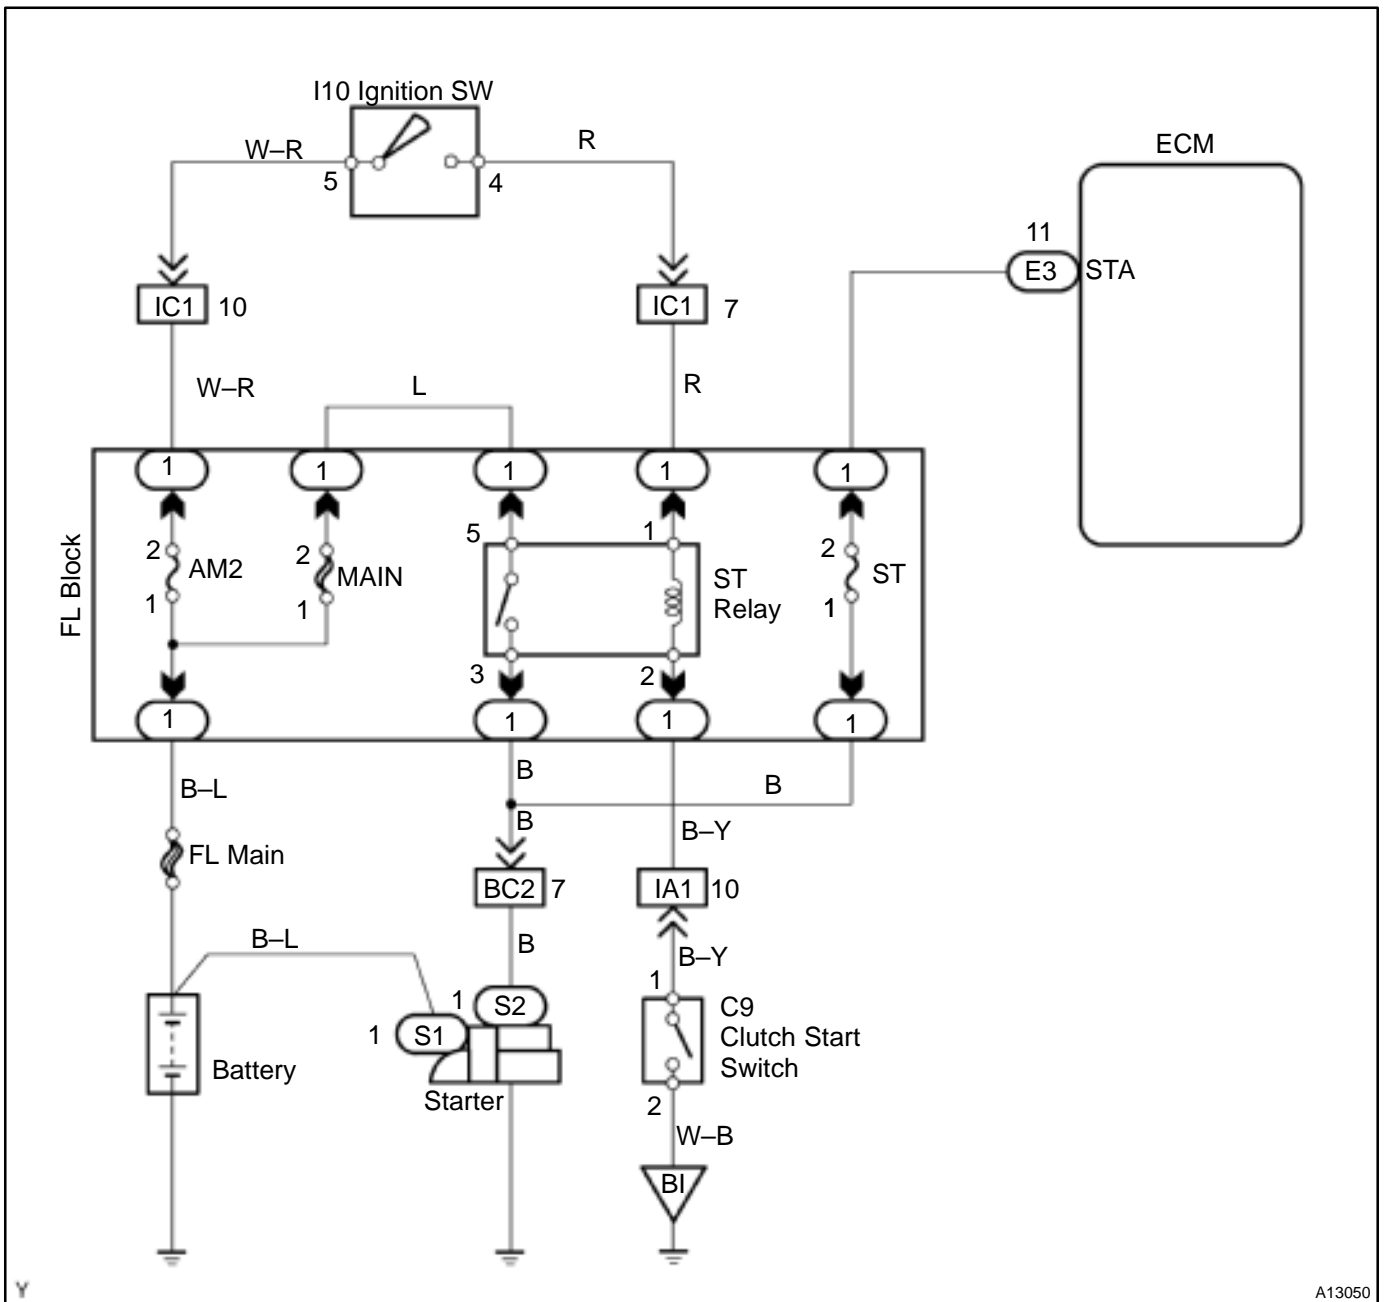 I10 Ignition SW
W–R
R
5
4
ECM
11
E3
STA
IC1
10
IC1
7
W–R
L
R
1
1
1
1
1
FL Block
2
AM2
1
2
MAIN
1
5
1
ST
Relay
3
2
2
ST
1
1
1
1
1
B–L
B
B
B
B–Y
FL Main
BC2
7
IA1
10
B–L
B
B–Y
1
S2
1
S1
Starter
Battery
1
C9
Clutch Start
Switch
2
W–B
BI
Y
A13050